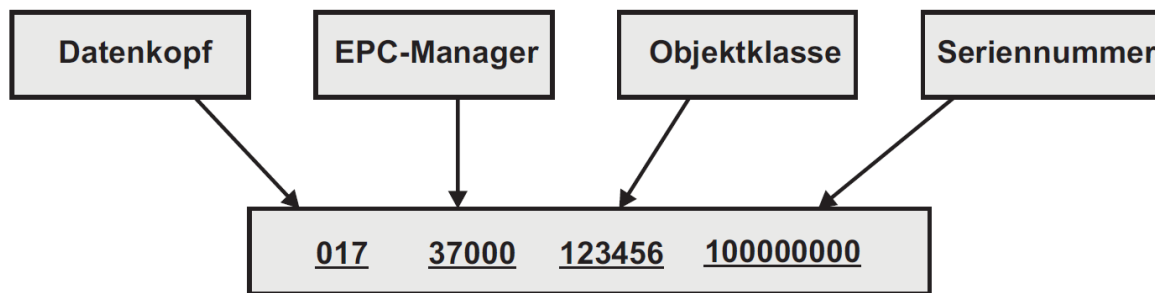 Datenkopf EPC-Manager Objektklasse Seriennummer
017 37000 123456 100000000